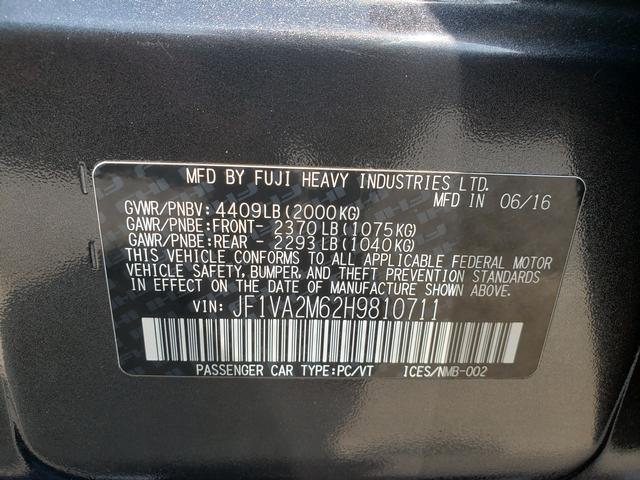 MFD BY FUJI HEAVY INDUSTRIES LTD.
MFD IN 06/16
GVWR/PNBV: 4409LB(2000KG)
GAWR/PNBE:FRONT- 2370LB(1075KG)
GAWR/PNBE:REAR - 2293LB(1040KG)
THIS VEHICLE CONFORMS TO ALL APPLICABLE FEDERAL MOTOR
VEHICLE SAFETY, BUMPER, AND THEFT PREVENTION STANDARDS
IN EFFECT ON THE DATE OF MANUFACTURE SHOWN ABOVE.
VIN: JF1VA2M62H9810711
PASSENGER CAR TYPE:PC/VT ICES/NMB-002